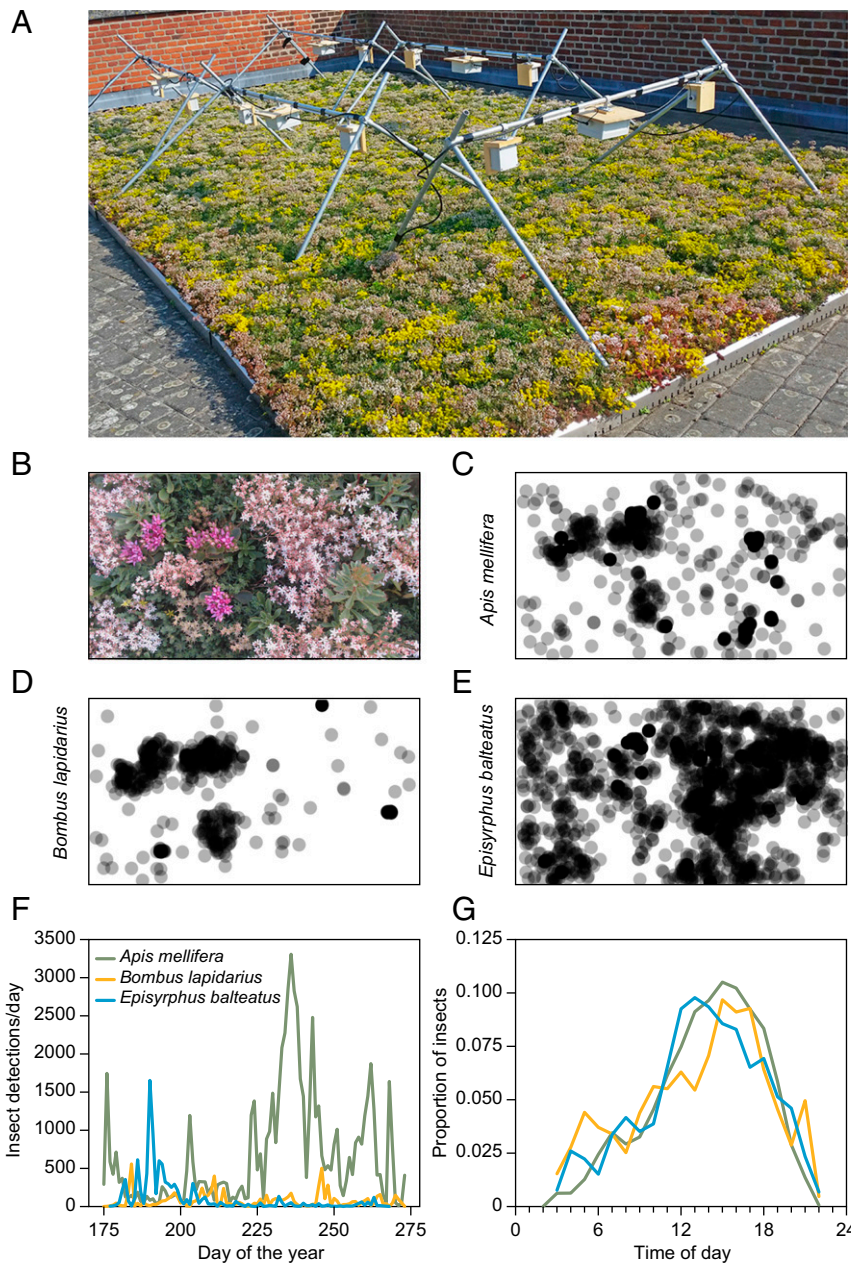 A
B
C
Apis mellifera
D
Bombus lapidarius
E
Episyrphus balteatus
F
Insect detections/day
3500
3000
2500
2000
1500
1000
500
0
Apis mellifera
Bombus lapidarius
Episyrphus balteatus
175
200
225
250
275
Day of the year
G
Proportion of insects
0.125
0.100
0.075
0.050
0.025
0
0
6
12
18
24
Time of day